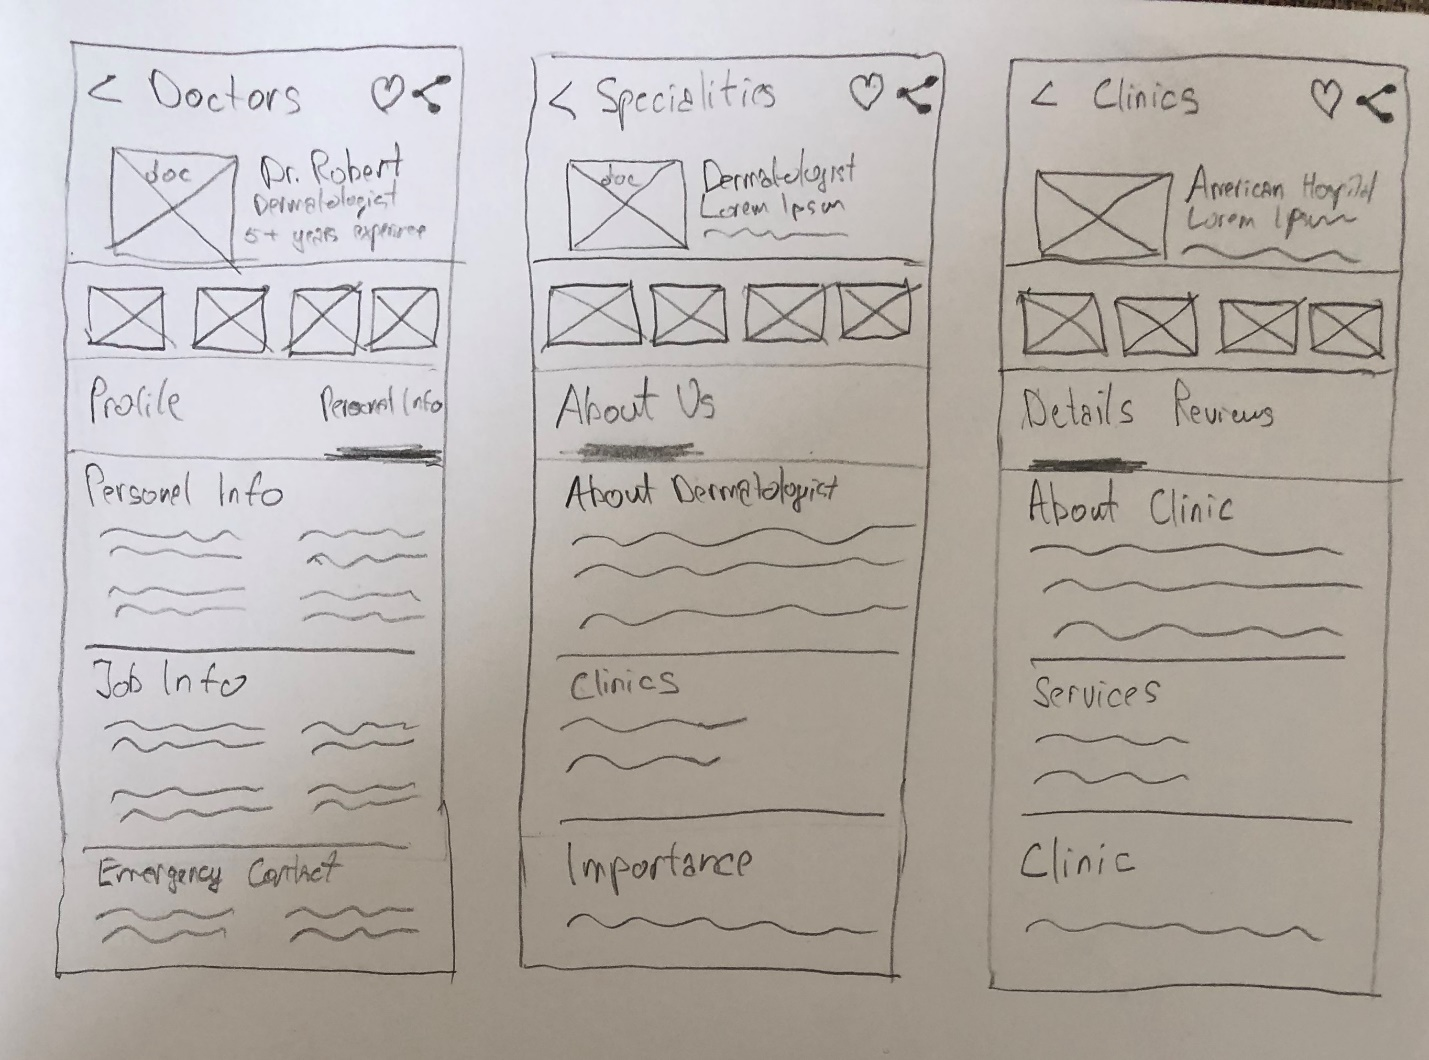 < Doctors
doc
Dr. Robert
Dermatologist
5+ years experience
Profile Personal Info
Personel Info
Job Info
Emergency Contact
< Specialities
doc
Dermatologist
Lorem Ipsum
About Us
About Dermatologist
Clinics
Importance
< Clinics
American Hospital
Lorem Ipsum
Details Reviews
About Clinic
Services
Clinic